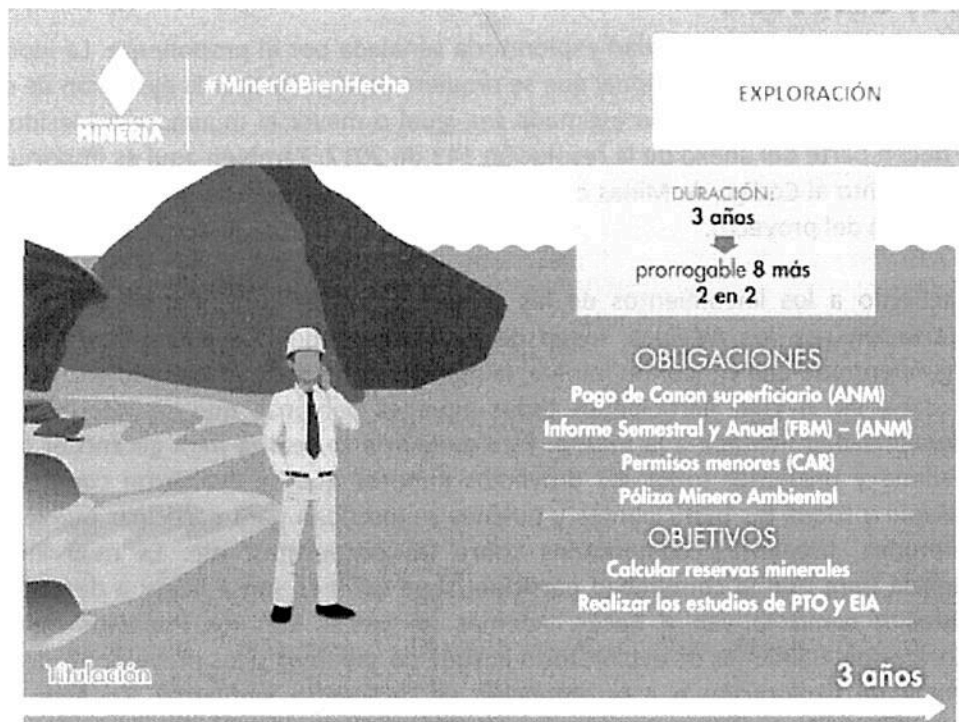 #MineríaBienHecha
MINERÍA
EXPLORACIÓN
DURACIÓN:
3 años
prorrogable 8 más
2 en 2
OBLIGACIONES
Pago de Canon superficiario (ANM)
Informe Semestral y Anual (FBM) – (ANM)
Permisos menores (CAR)
Póliza Minero Ambiental
OBJETIVOS
Calcular reservas minerales
Realizar los estudios de PTO y EIA
Titulación
3 años